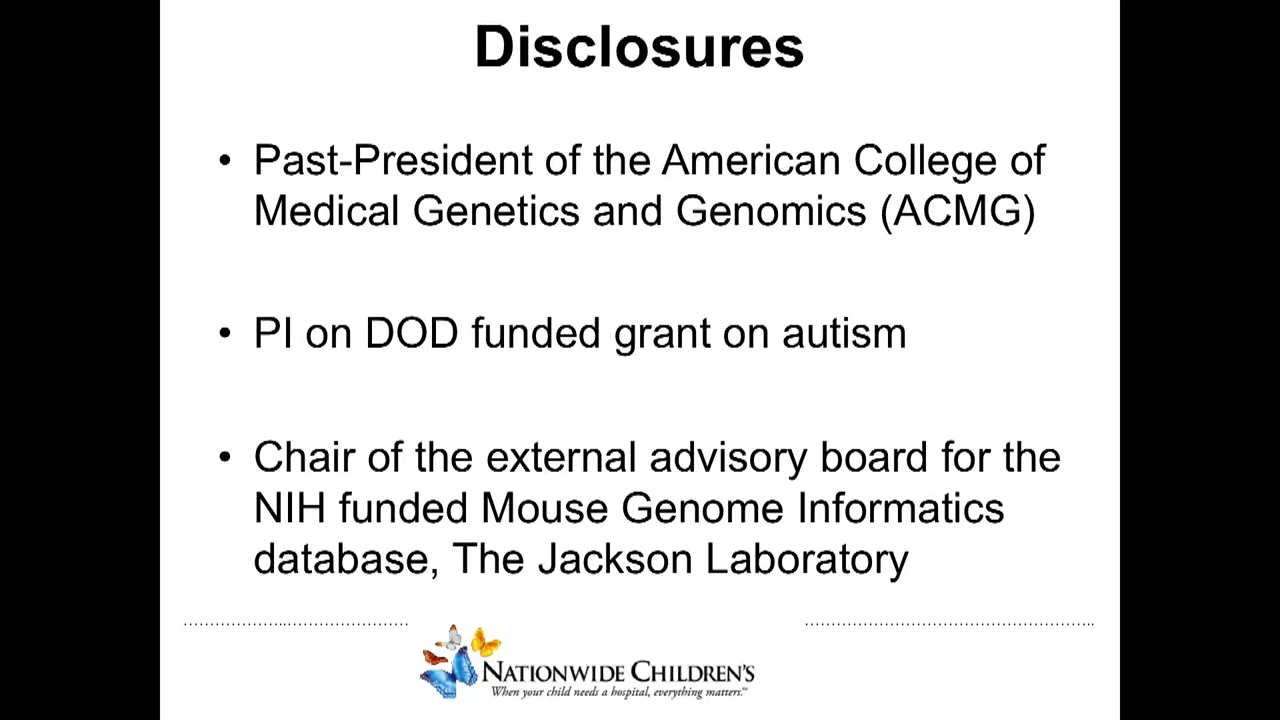 Disclosures
• Past-President of the American College of
Medical Genetics and Genomics (ACMG)
• PI on DOD funded grant on autism
• Chair of the external advisory board for the
NIH funded Mouse Genome Informatics
database, The Jackson Laboratory
NATIONWIDE CHILDREN'S
When your child needs a hospital, everything matters.℠